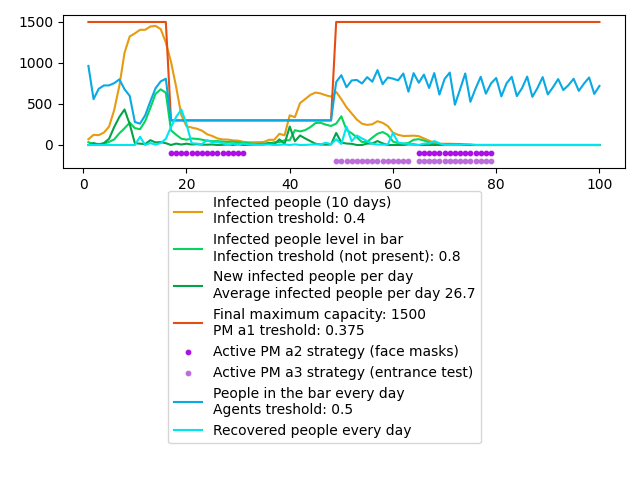 1500
1000
500
0
0 20 40 60 80 100
Infected people (10 days)
Infection treshold: 0.4
Infected people level in bar
Infection treshold (not present): 0.8
New infected people per day
Average infected people per day 26.7
Final maximum capacity: 1500
PM a1 treshold: 0.375
Active PM a2 strategy (face masks)
Active PM a3 strategy (entrance test)
People in the bar every day
Agents treshold: 0.5
Recovered people every day